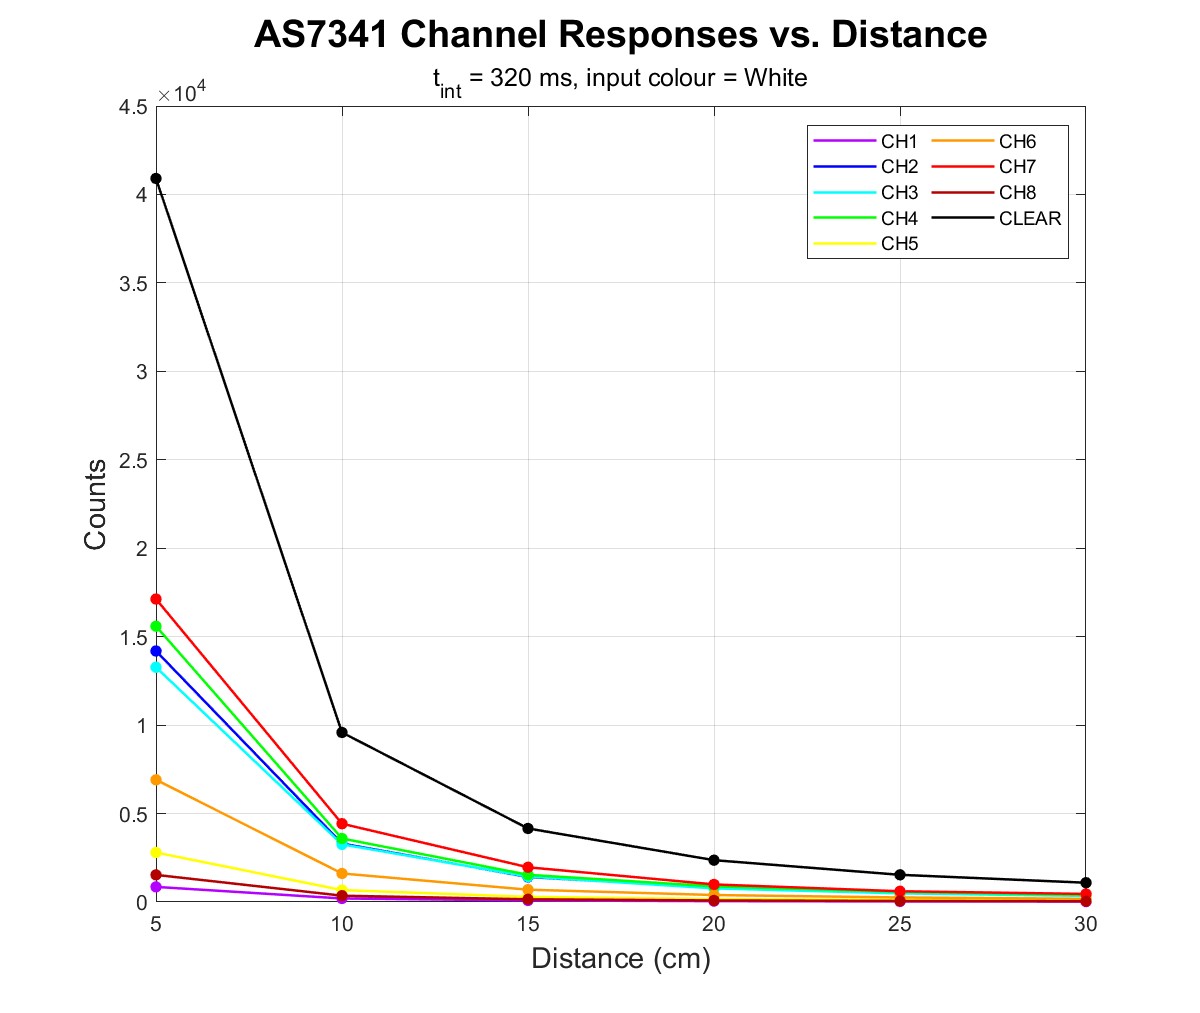 AS7341 Channel Responses vs. Distance
t_int = 320 ms, input colour = White
×10^4
4.5
4
3.5
3
2.5
2
1.5
1
0.5
0
Counts
CH1 CH6
CH2 CH7
CH3 CH8
CH4 CLEAR
CH5
5 10 15 20 25 30
Distance (cm)